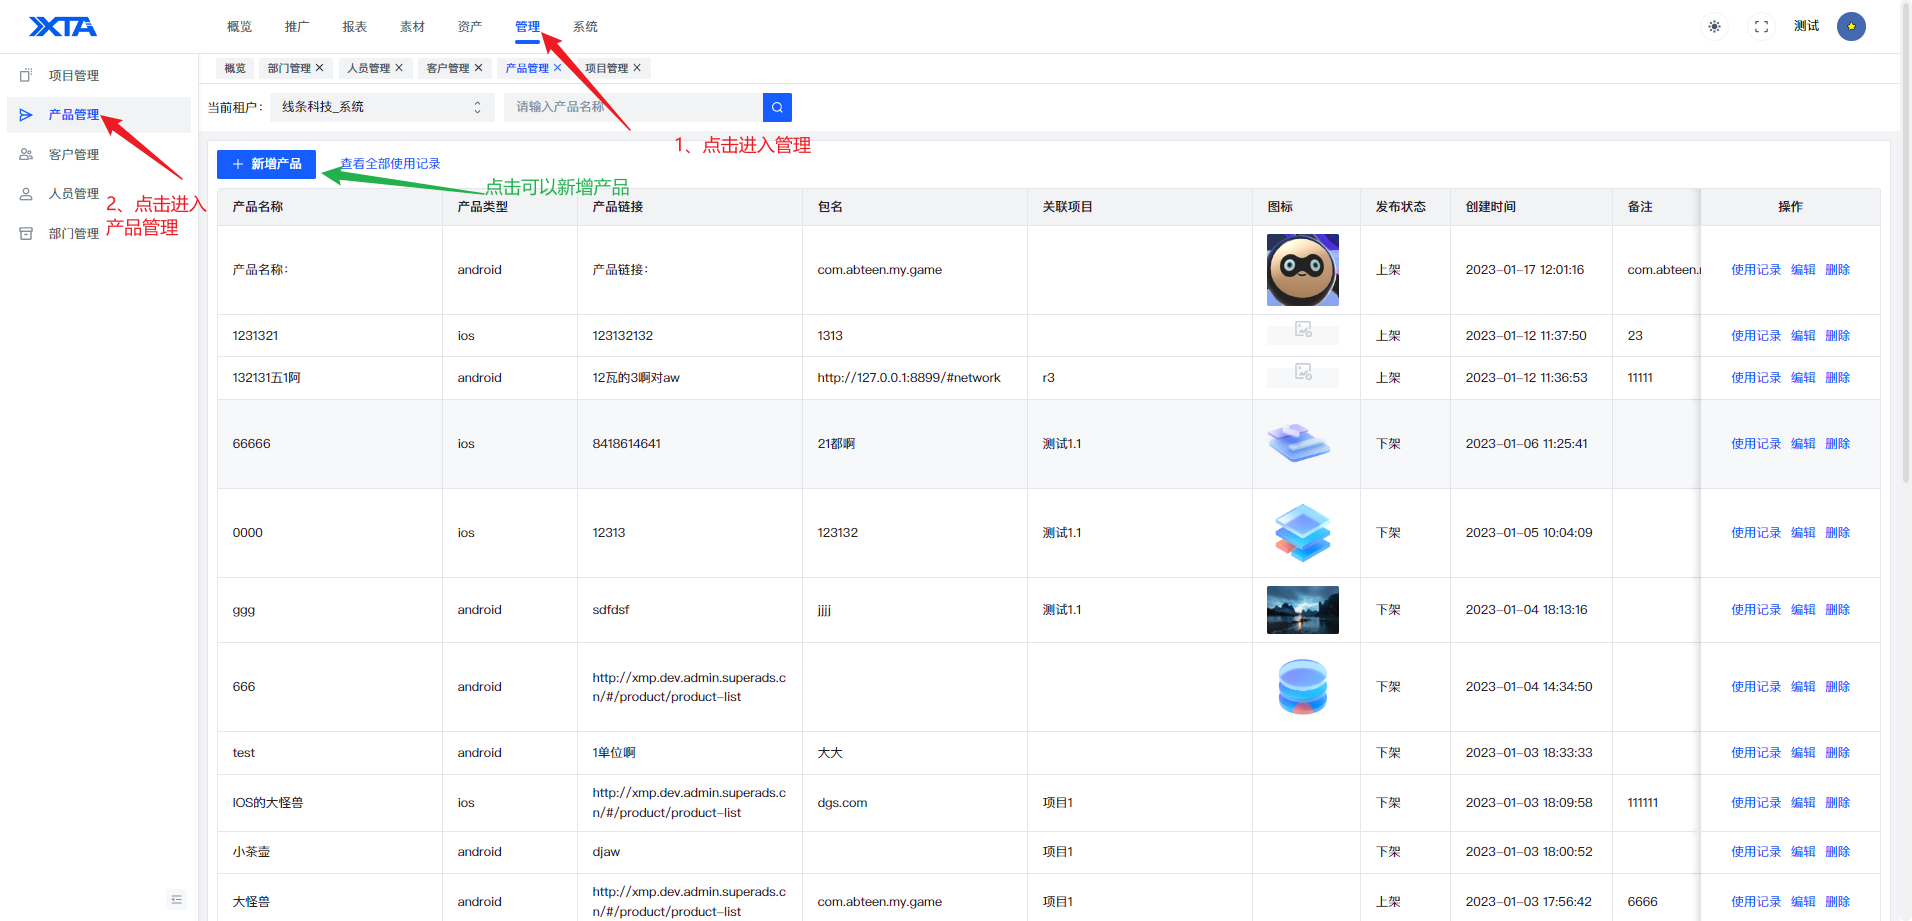 XTA
概览 推广 报表 素材 资产 管理 系统 测试
项目管理
产品管理
客户管理
人员管理
部门管理
概览 部门管理 × 人员管理 × 客户管理 × 产品管理 × 项目管理 ×
当前租户： 线条科技_系统 请输入产品名称
1、点击进入管理
2、点击进入
产品管理
+ 新增产品 查看全部使用记录
点击可以新增产品
产品名称 产品类型 产品链接 包名 关联项目 图标 发布状态 创建时间 备注 操作
产品名称： android 产品链接： com.abteen.my.game 上架 2023-01-17 12:01:16 com.abteen.r 使用记录 编辑 删除
1231321 ios 123132132 1313 上架 2023-01-12 11:37:50 23 使用记录 编辑 删除
132131五1阿 android 12瓦的3啊对aw http://127.0.0.1:8899/#network r3 上架 2023-01-12 11:36:53 11111 使用记录 编辑 删除
66666 ios 8418614641 21都啊 测试1.1 下架 2023-01-06 11:25:41 使用记录 编辑 删除
0000 ios 12313 123132 测试1.1 下架 2023-01-05 10:04:09 使用记录 编辑 删除
ggg android sdfdsf jjjj 测试1.1 下架 2023-01-04 18:13:16 使用记录 编辑 删除
666 android http://xmp.dev.admin.superads.c
n/#/product/product-list 下架 2023-01-04 14:34:50 使用记录 编辑 删除
test android 1单位啊 大大 下架 2023-01-03 18:33:33 使用记录 编辑 删除
IOS的大怪兽 ios http://xmp.dev.admin.superads.c
n/#/product/product-list dgs.com 项目1 下架 2023-01-03 18:09:58 111111 使用记录 编辑 删除
小茶壶 android djaw 项目1 下架 2023-01-03 18:00:52 使用记录 编辑 删除
大怪兽 android http://xmp.dev.admin.superads.c
n/#/product/product-list com.abteen.my.game 项目1 上架 2023-01-03 17:56:42 6666 使用记录 编辑 删除